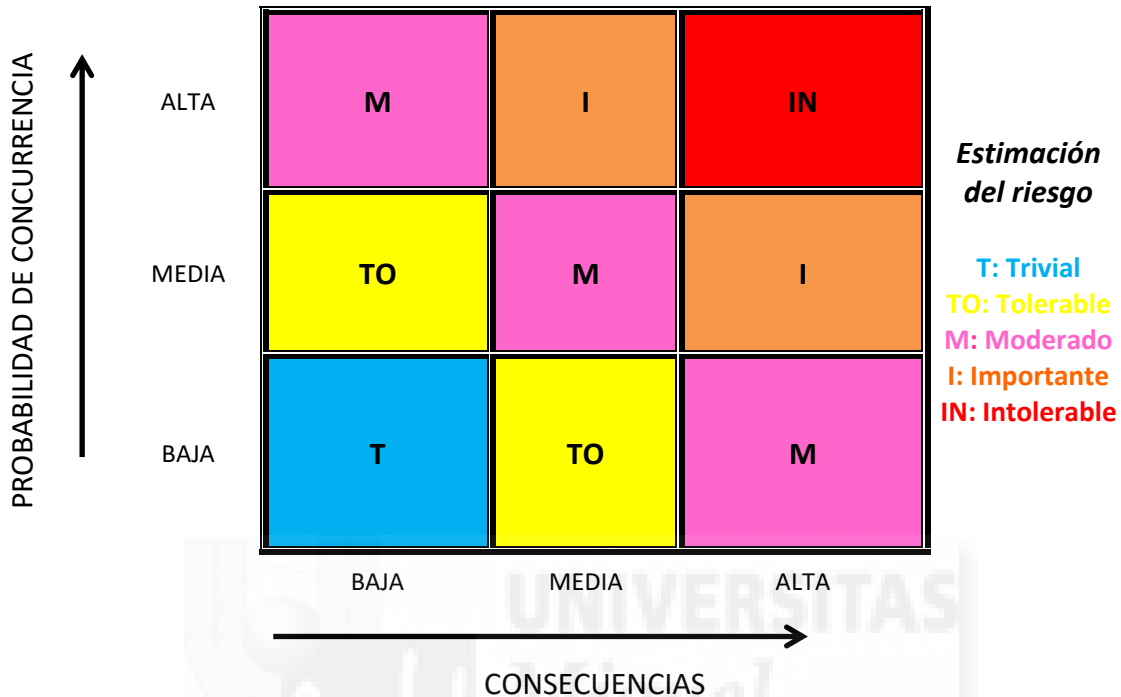 PROBABILIDAD DE CONCURRENCIA
ALTA
M
I
IN
MEDIA
TO
M
I
BAJA
T
TO
M
BAJA
MEDIA
ALTA
CONSECUENCIAS
Estimación
del riesgo
T: Trivial
TO: Tolerable
M: Moderado
I: Importante
IN: Intolerable
UNIVERSITAS
Miguel